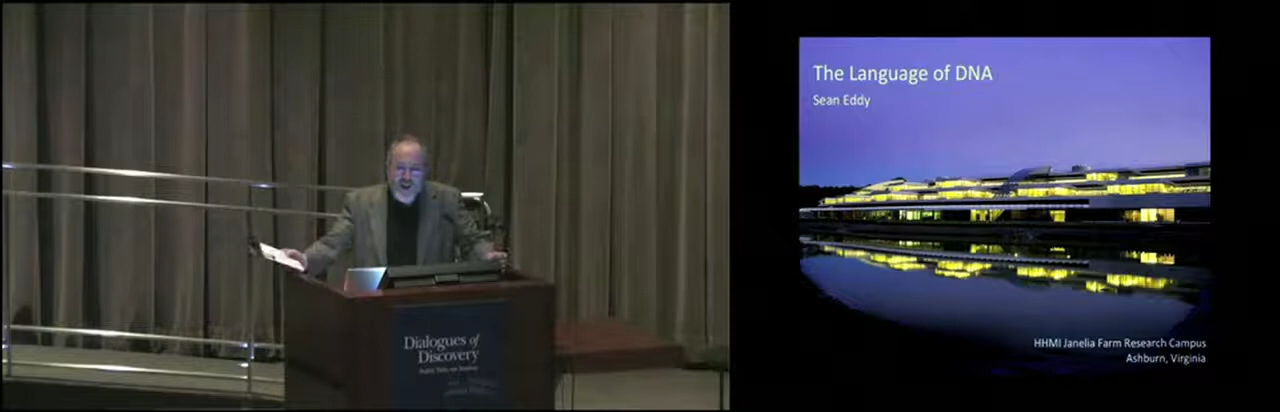 Dialogues of
Discovery
The Language of DNA
Sean Eddy
HHMI Janelia Farm Research Campus
Ashburn, Virginia